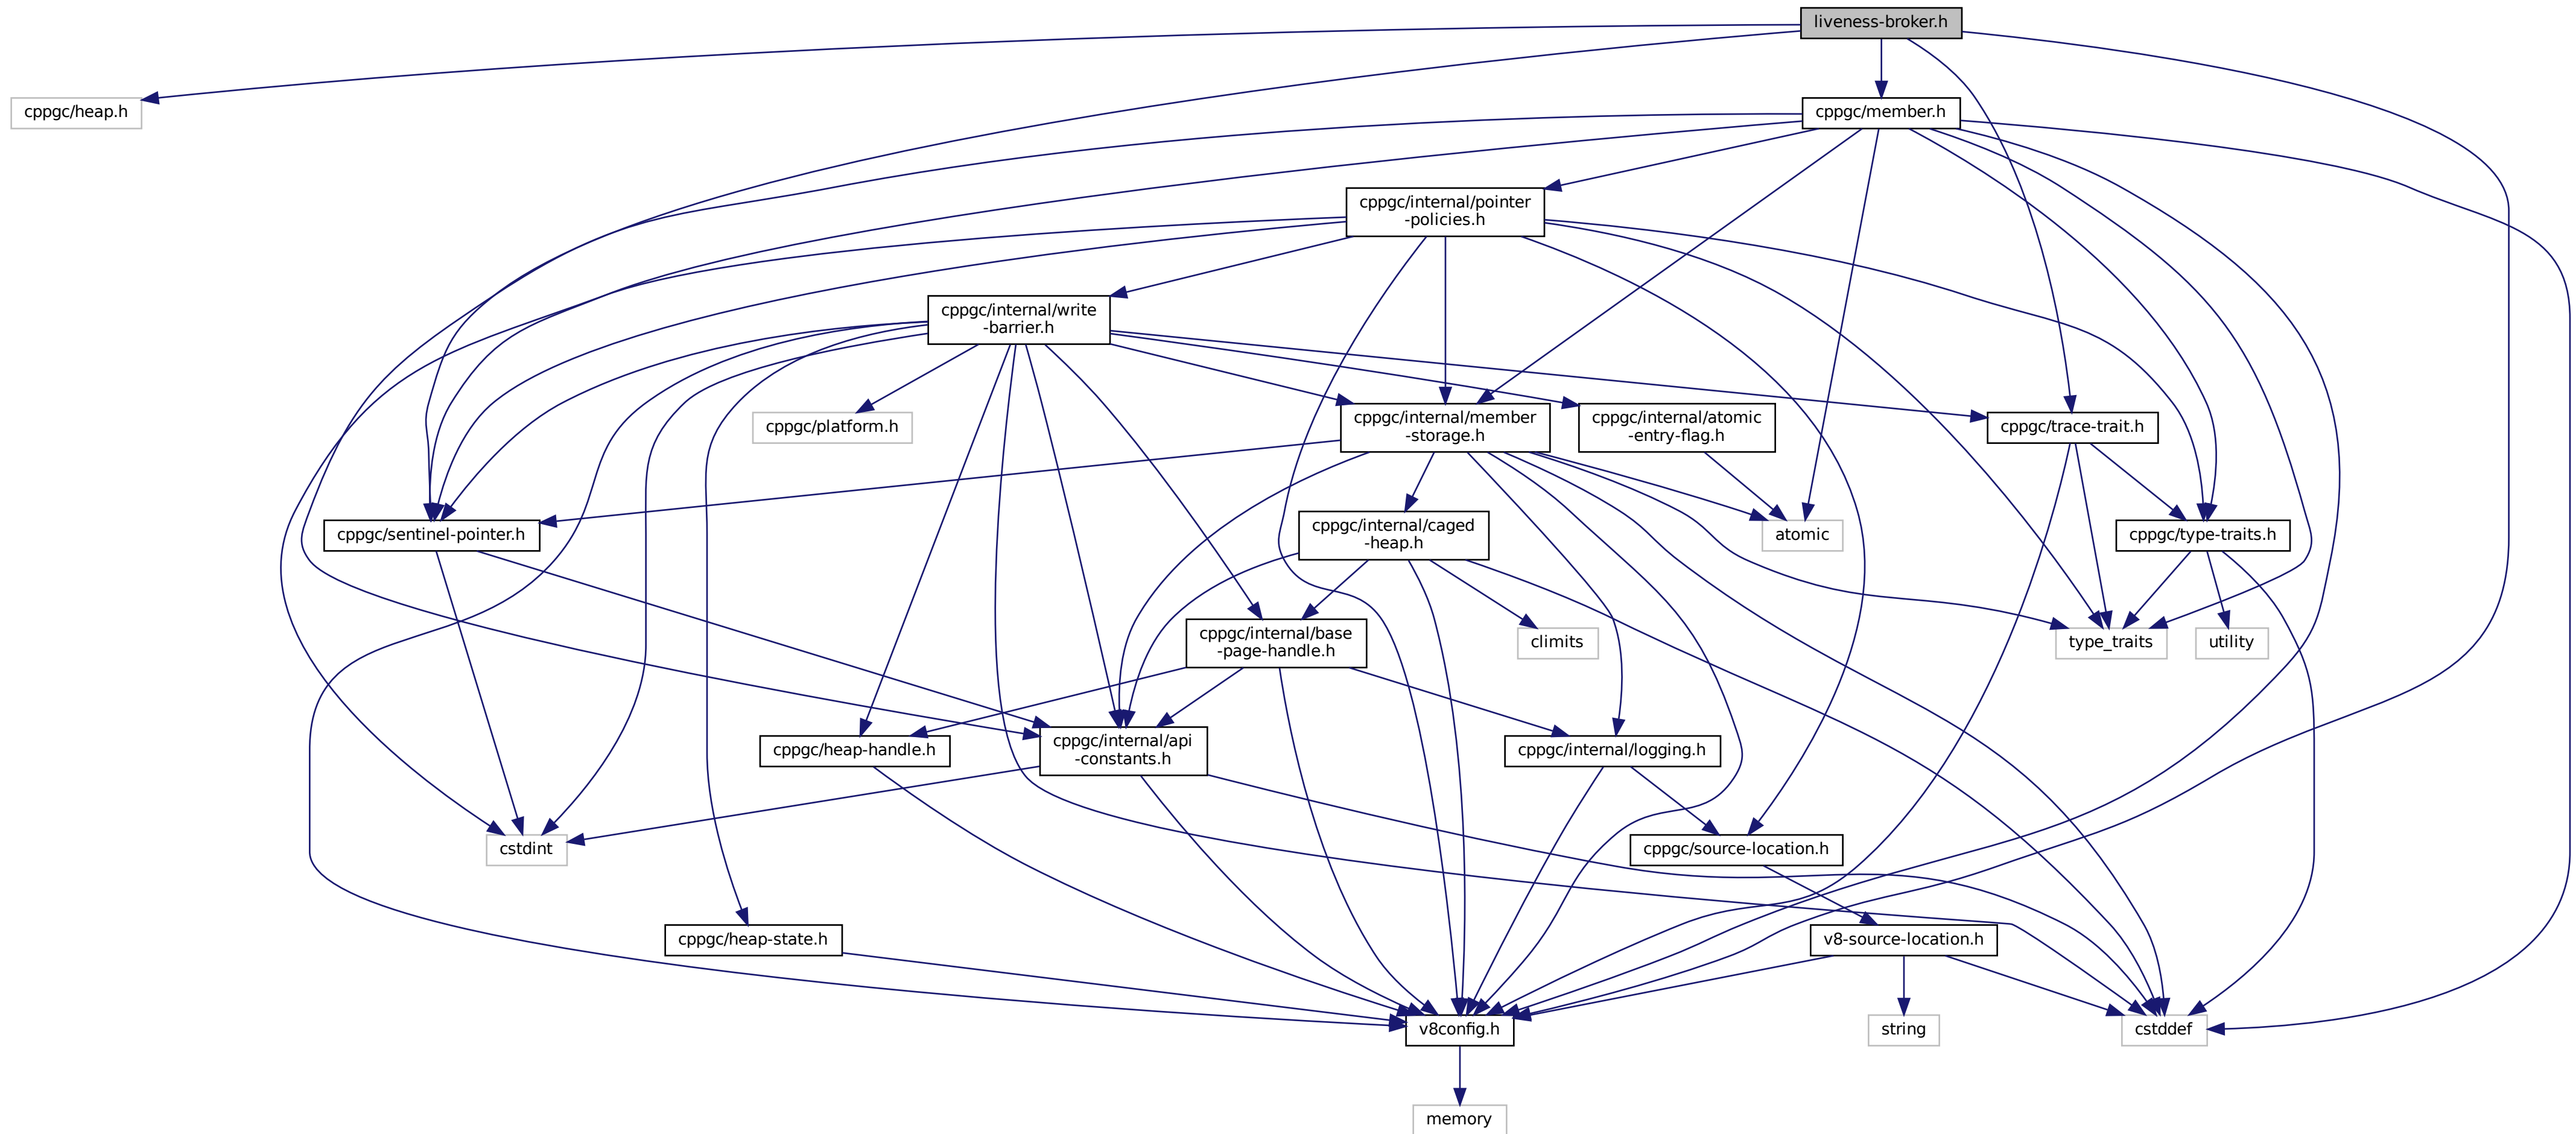 liveness-broker.h
cppgc/heap.h
cppgc/member.h
cppgc/internal/pointer
-policies.h
cppgc/internal/write
-barrier.h
cppgc/platform.h
cppgc/internal/member
-storage.h
cppgc/internal/atomic
-entry-flag.h
cppgc/trace-trait.h
cppgc/sentinel-pointer.h
cppgc/internal/caged
-heap.h
atomic
cppgc/type-traits.h
cppgc/internal/base
-page-handle.h
climits
type_traits
utility
cppgc/heap-handle.h
cppgc/internal/api
-constants.h
cppgc/internal/logging.h
cstdint
cppgc/source-location.h
cppgc/heap-state.h
v8-source-location.h
v8config.h
string
cstddef
memory